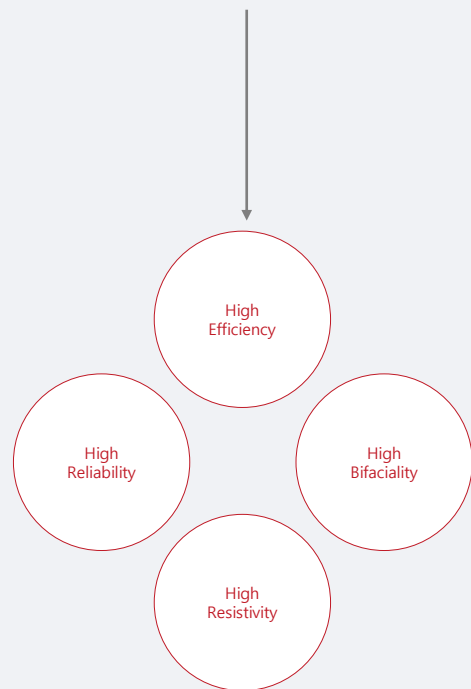 High
Efficiency
High
Reliability
High
Bifaciality
High
Resistivity